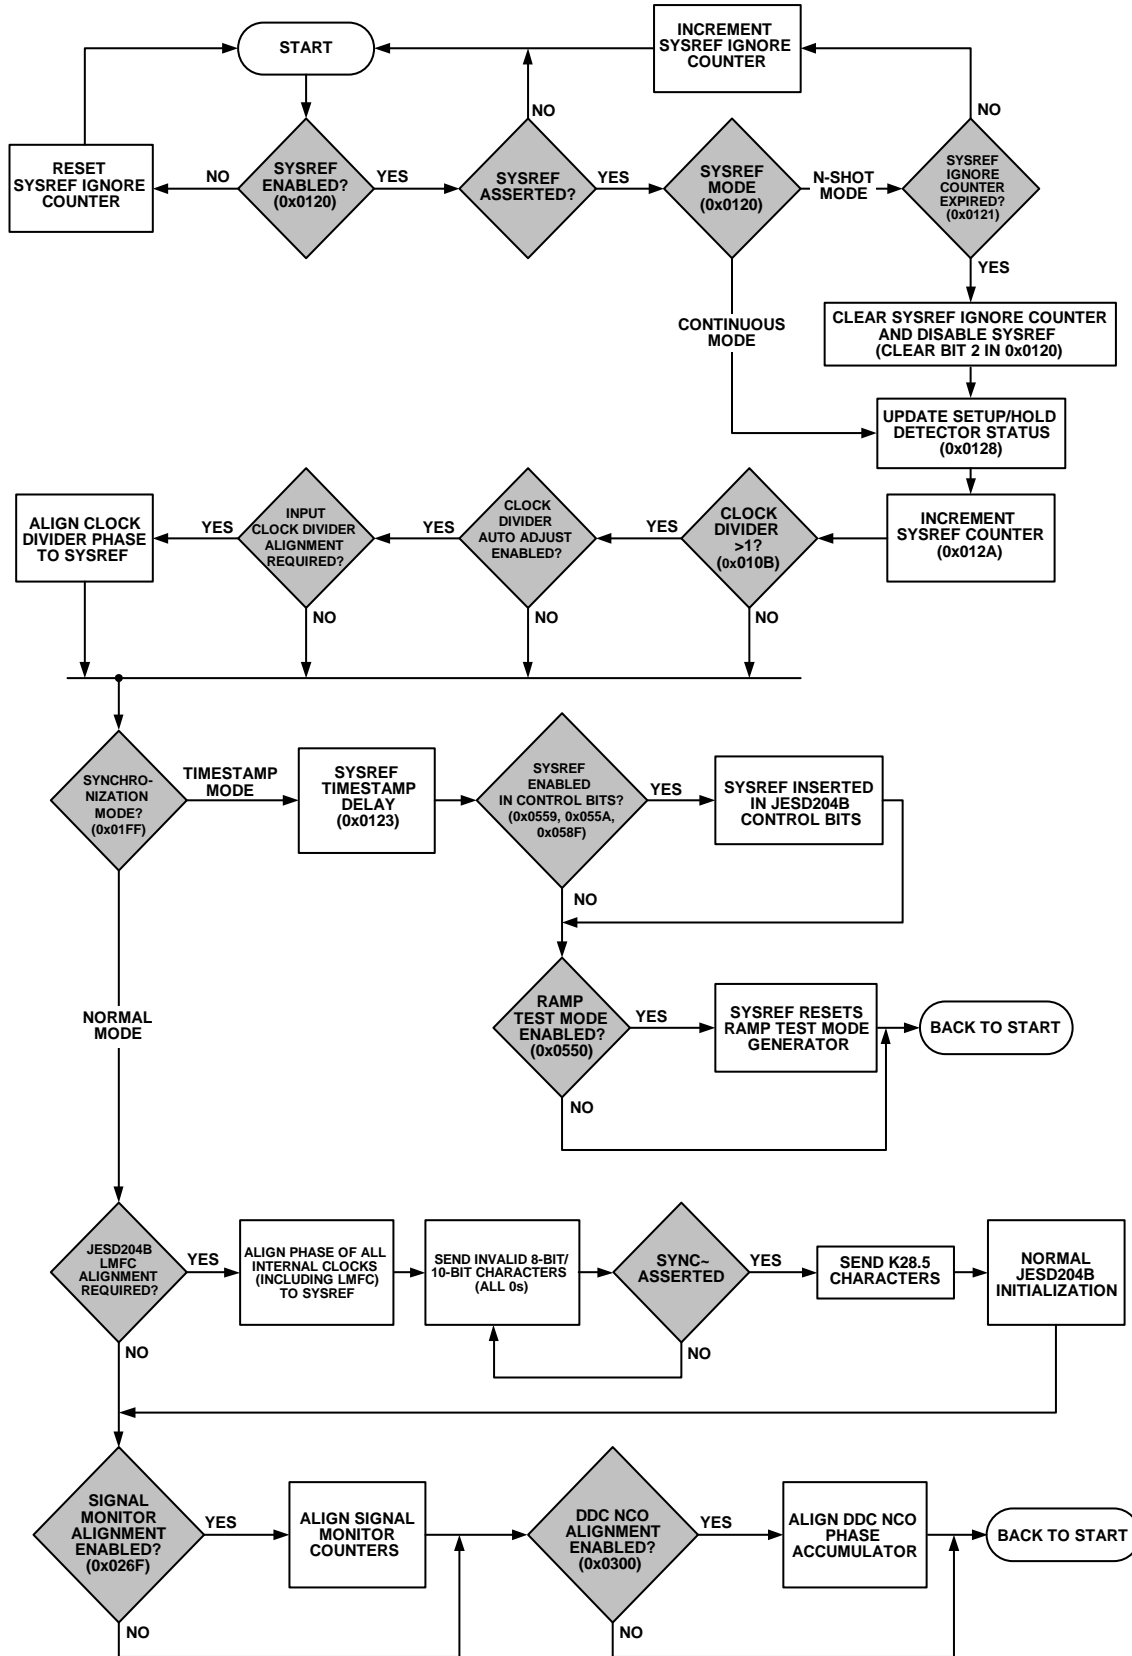 INCREMENT
SYSREF IGNORE
COUNTER
START
NO
NO
RESET
SYSREF IGNORE
COUNTER
NO
SYSREF
ENABLED?
(0x0120)
YES
SYSREF
ASSERTED?
YES
SYSREF
MODE
(0x0120)
N-SHOT
MODE
SYSREF
IGNORE
COUNTER
EXPIRED?
(0x0121)
YES
CONTINUOUS
MODE
CLEAR SYSREF IGNORE COUNTER
AND DISABLE SYSREF
(CLEAR BIT 2 IN 0x0120)
UPDATE SETUP/HOLD
DETECTOR STATUS
(0x0128)
ALIGN CLOCK
DIVIDER PHASE
TO SYSREF
YES
INPUT
CLOCK DIVIDER
ALIGNMENT
REQUIRED?
YES
CLOCK
DIVIDER
AUTO ADJUST
ENABLED?
YES
CLOCK
DIVIDER
>1?
(0x010B)
INCREMENT
SYSREF COUNTER
(0x012A)
NO
NO
NO
SYNCHRO-
NIZATION
MODE?
(0x01FF)
TIMESTAMP
MODE
SYSREF
TIMESTAMP
DELAY
(0x0123)
SYSREF
ENABLED
IN CONTROL BITS?
(0x0559, 0x055A,
0x058F)
YES
SYSREF INSERTED
IN JESD204B
CONTROL BITS
NO
NORMAL
MODE
RAMP
TEST MODE
ENABLED?
(0x0550)
YES
SYSREF RESETS
RAMP TEST MODE
GENERATOR
BACK TO START
NO
JESD204B
LMFC
ALIGNMENT
REQUIRED?
YES
ALIGN PHASE OF ALL
INTERNAL CLOCKS
(INCLUDING LMFC)
TO SYSREF
SEND INVALID 8-BIT/
10-BIT CHARACTERS
(ALL 0s)
SYNC~
ASSERTED
YES
SEND K28.5
CHARACTERS
NORMAL
JESD204B
INITIALIZATION
NO
NO
SIGNAL
MONITOR
ALIGNMENT
ENABLED?
(0x026F)
YES
ALIGN SIGNAL
MONITOR
COUNTERS
DDC NCO
ALIGNMENT
ENABLED?
(0x0300)
YES
ALIGN DDC NCO
PHASE
ACCUMULATOR
BACK TO START
NO
NO